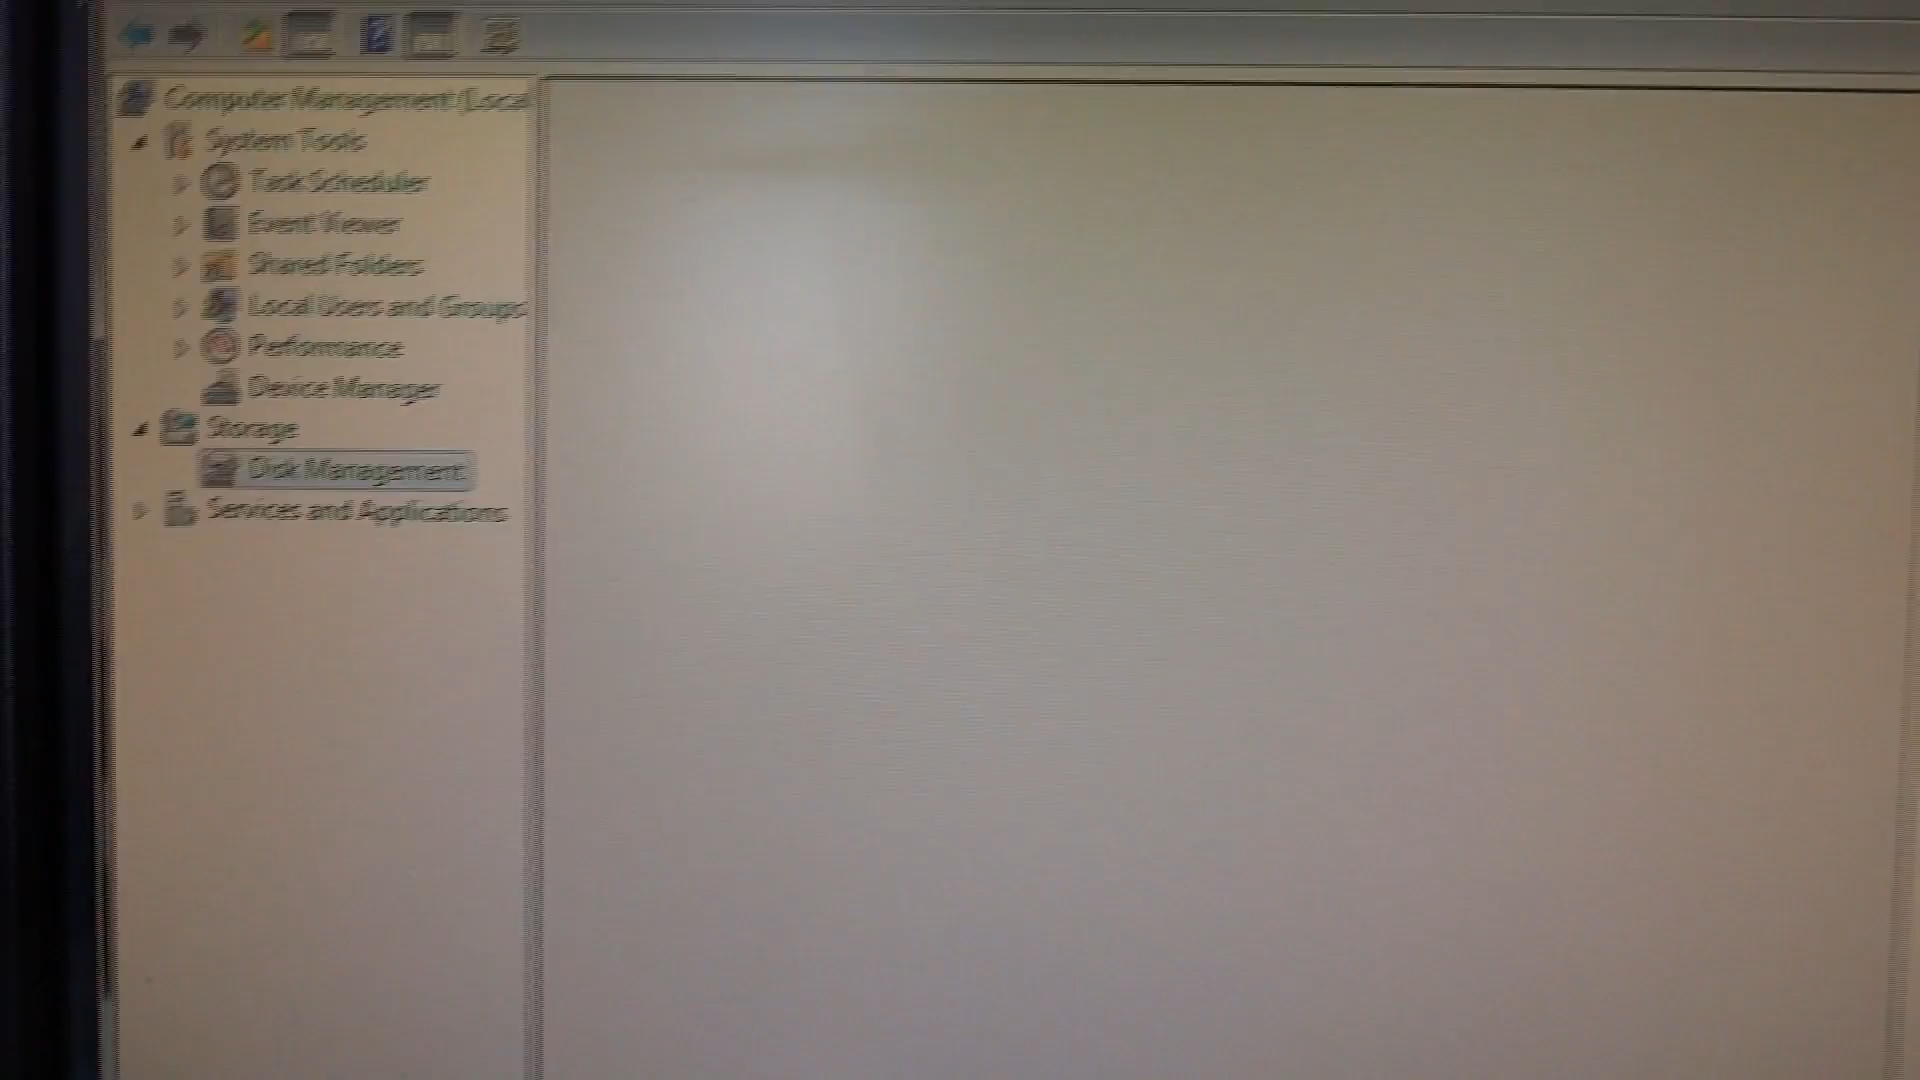 Computer Management (Local
System Tools
Task Scheduler
Event Viewer
Shared Folders
Local Users and Groups
Performance
Device Manager
Storage
Disk Management
Services and Applications